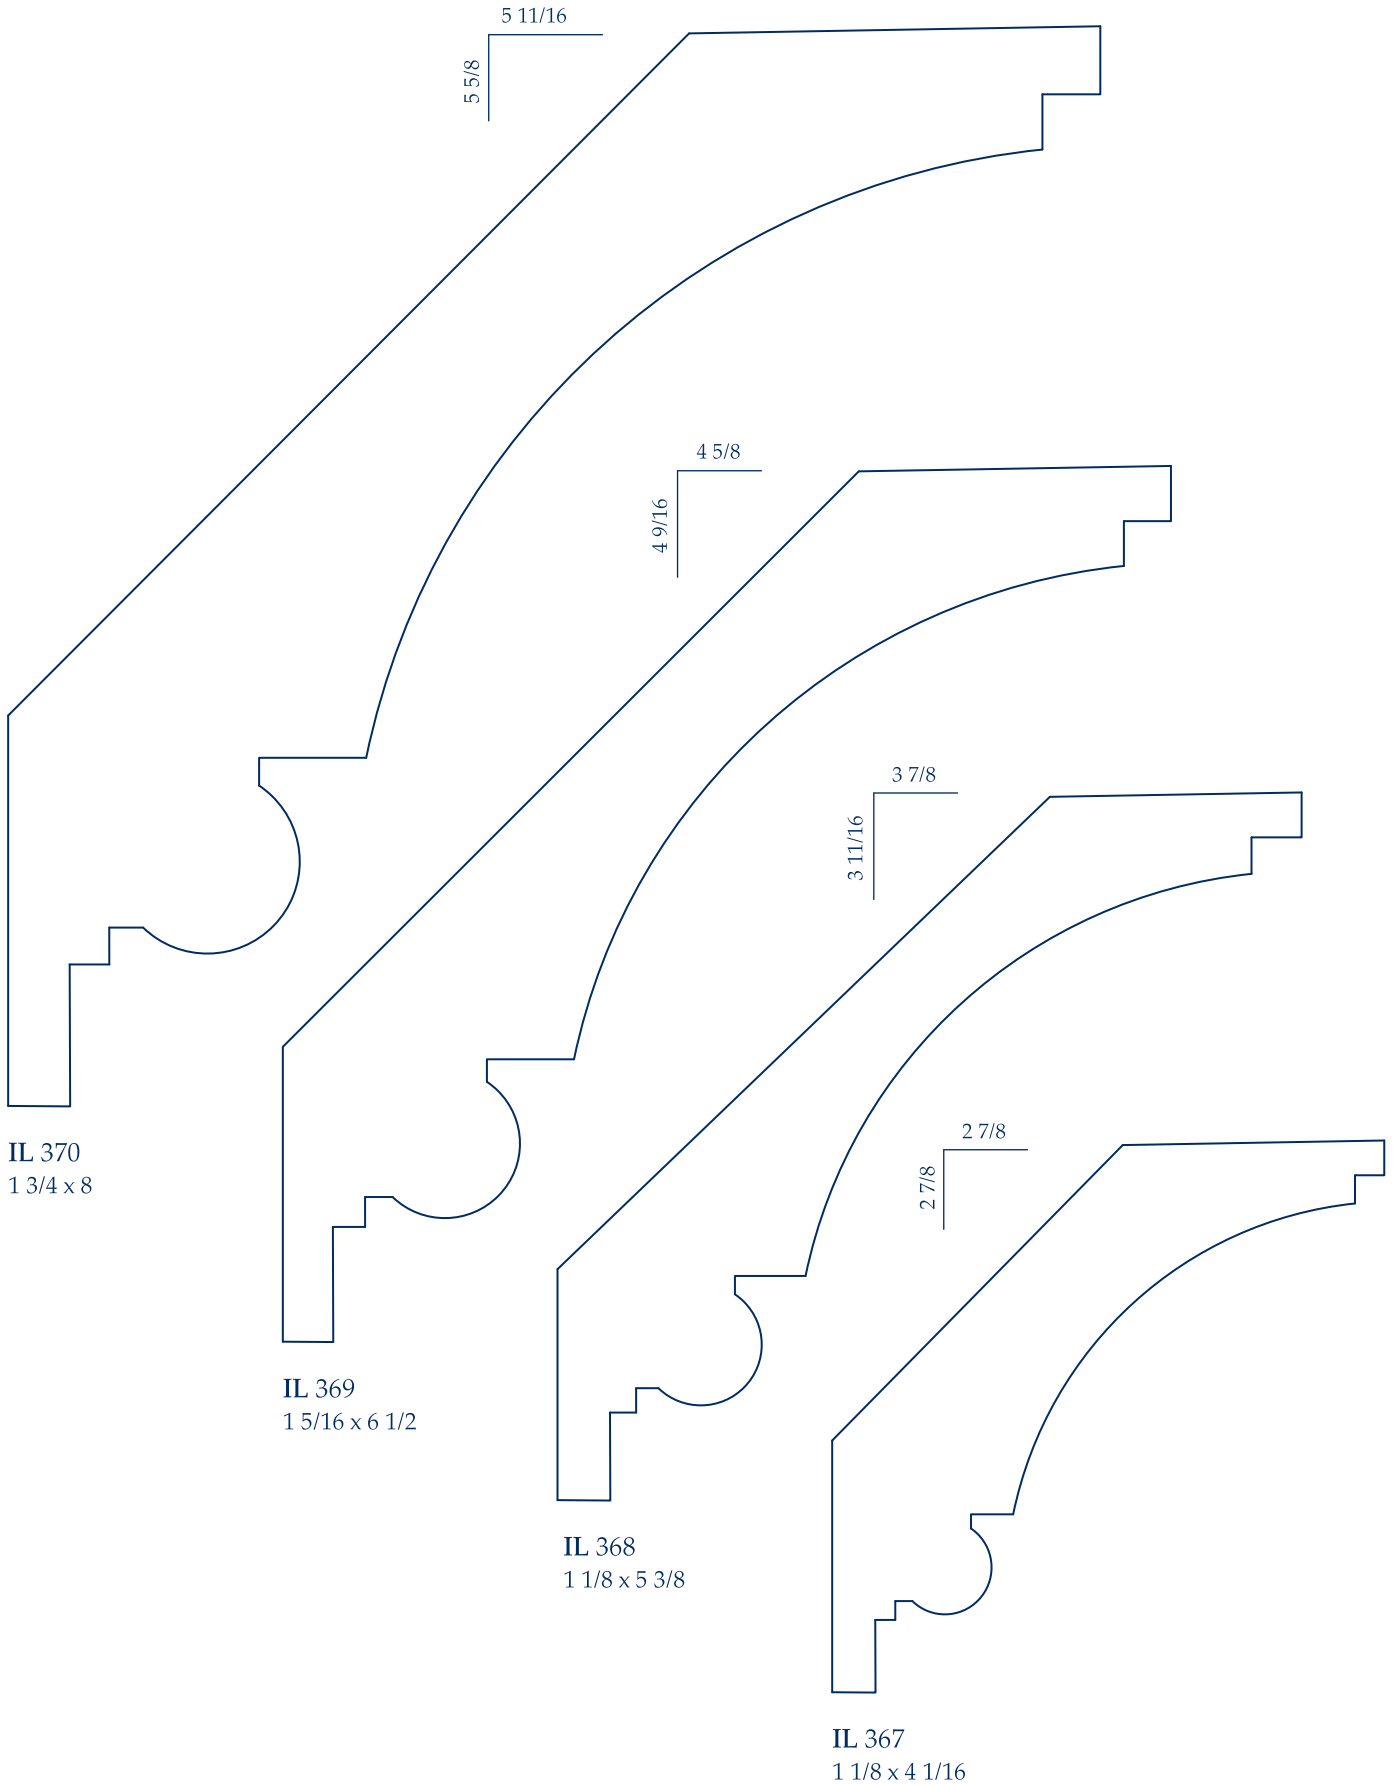 5 11/16
5 5/8
4 5/8
4 9/16
3 7/8
3 11/16
2 7/8
2 7/8
IL 370
1 3/4 x 8
IL 369
1 5/16 x 6 1/2
IL 368
1 1/8 x 5 3/8
IL 367
1 1/8 x 4 1/16